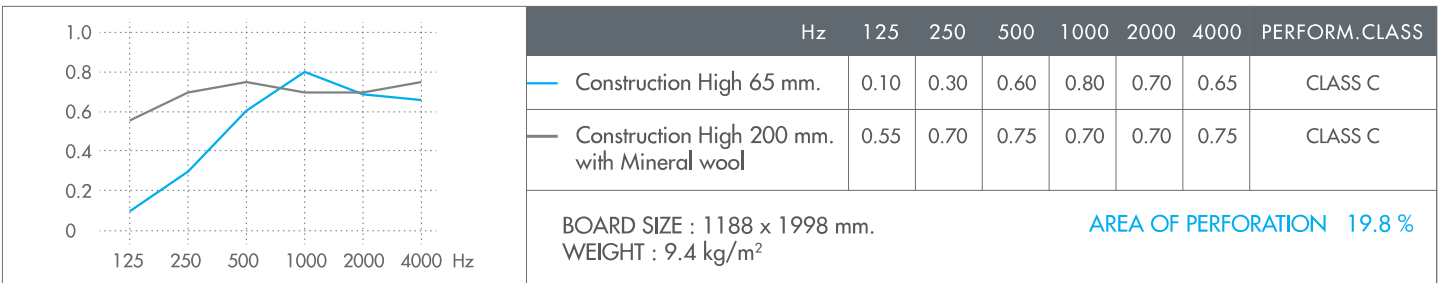 1.0
0.8
0.6
0.4
0.2
0
125 250 500 1000 2000 4000 Hz
Hz 125 250 500 1000 2000 4000 PERFORM.CLASS
Construction High 65 mm. 0.10 0.30 0.60 0.80 0.70 0.65 CLASS C
Construction High 200 mm. 0.55 0.70 0.75 0.70 0.70 0.75 CLASS C
with Mineral wool
BOARD SIZE : 1188 x 1998 mm. AREA OF PERFORATION 19.8 %
WEIGHT : 9.4 kg/m²